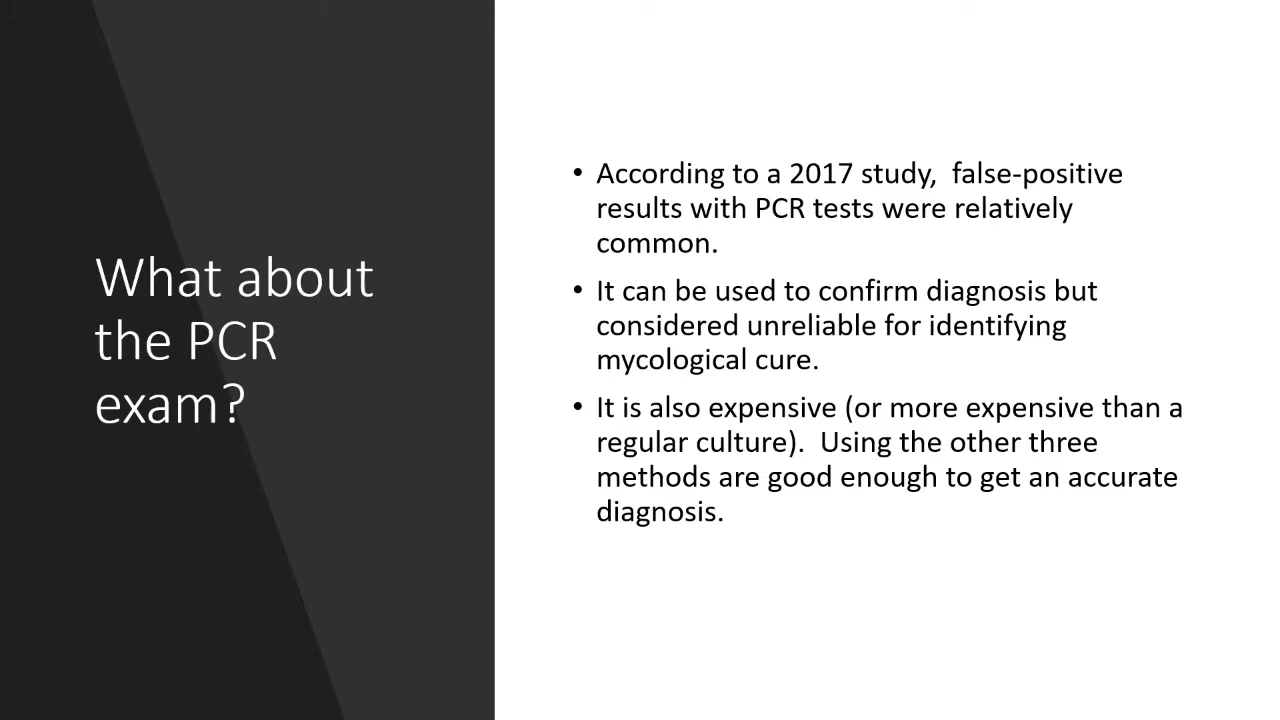 What about
the PCR
exam?
• According to a 2017 study,  false-positive
results with PCR tests were relatively
common.
• It can be used to confirm diagnosis but
considered unreliable for identifying
mycological cure.
• It is also expensive (or more expensive than a
regular culture).  Using the other three
methods are good enough to get an accurate
diagnosis.